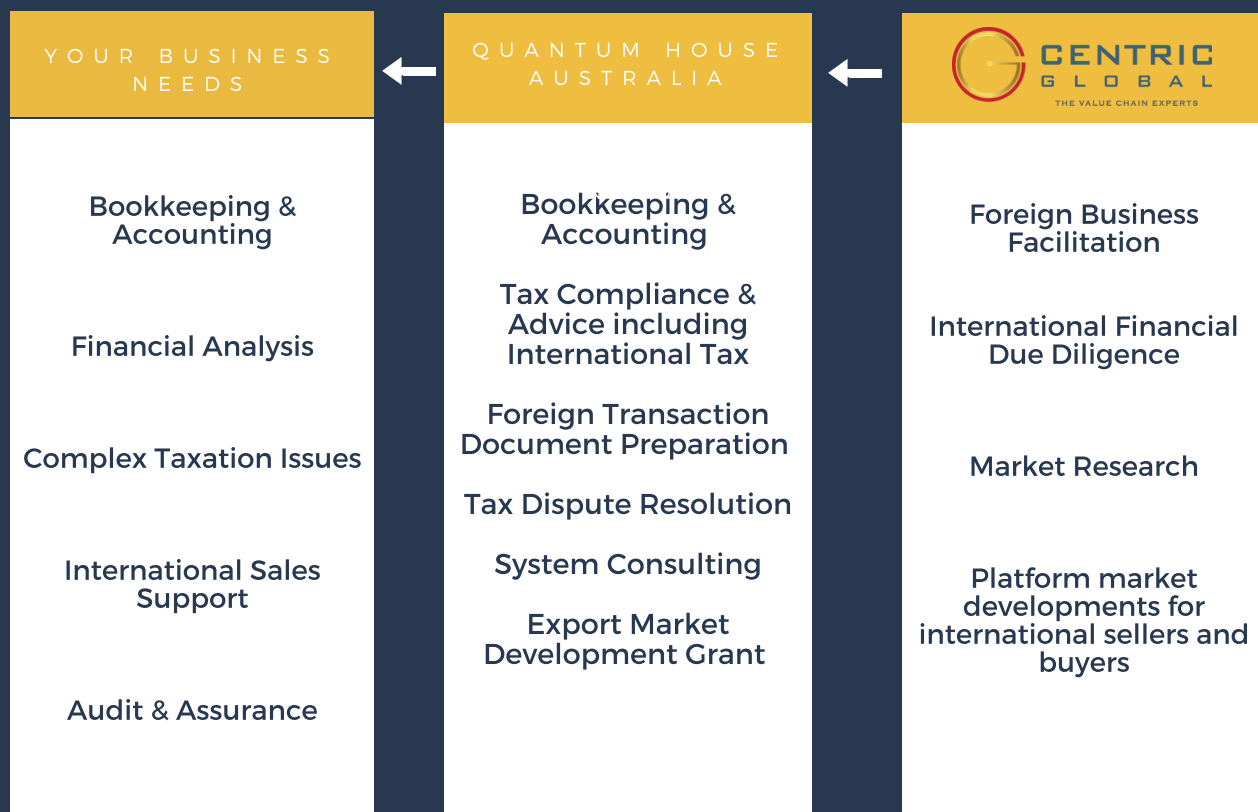 YOUR BUSINESS
NEEDS
Bookkeeping &
Accounting
Financial Analysis
Complex Taxation Issues
International Sales
Support
Audit & Assurance
QUANTUM HOUSE
AUSTRALIA
Bookkeeping &
Accounting
Tax Compliance &
Advice including
International Tax
Foreign Transaction
Document Preparation
Tax Dispute Resolution
System Consulting
Export Market
Development Grant
CENTRIC
GLOBAL
THE VALUE CHAIN EXPERTS
Foreign Business
Facilitation
International Financial
Due Diligence
Market Research
Platform market
developments for
international sellers and
buyers